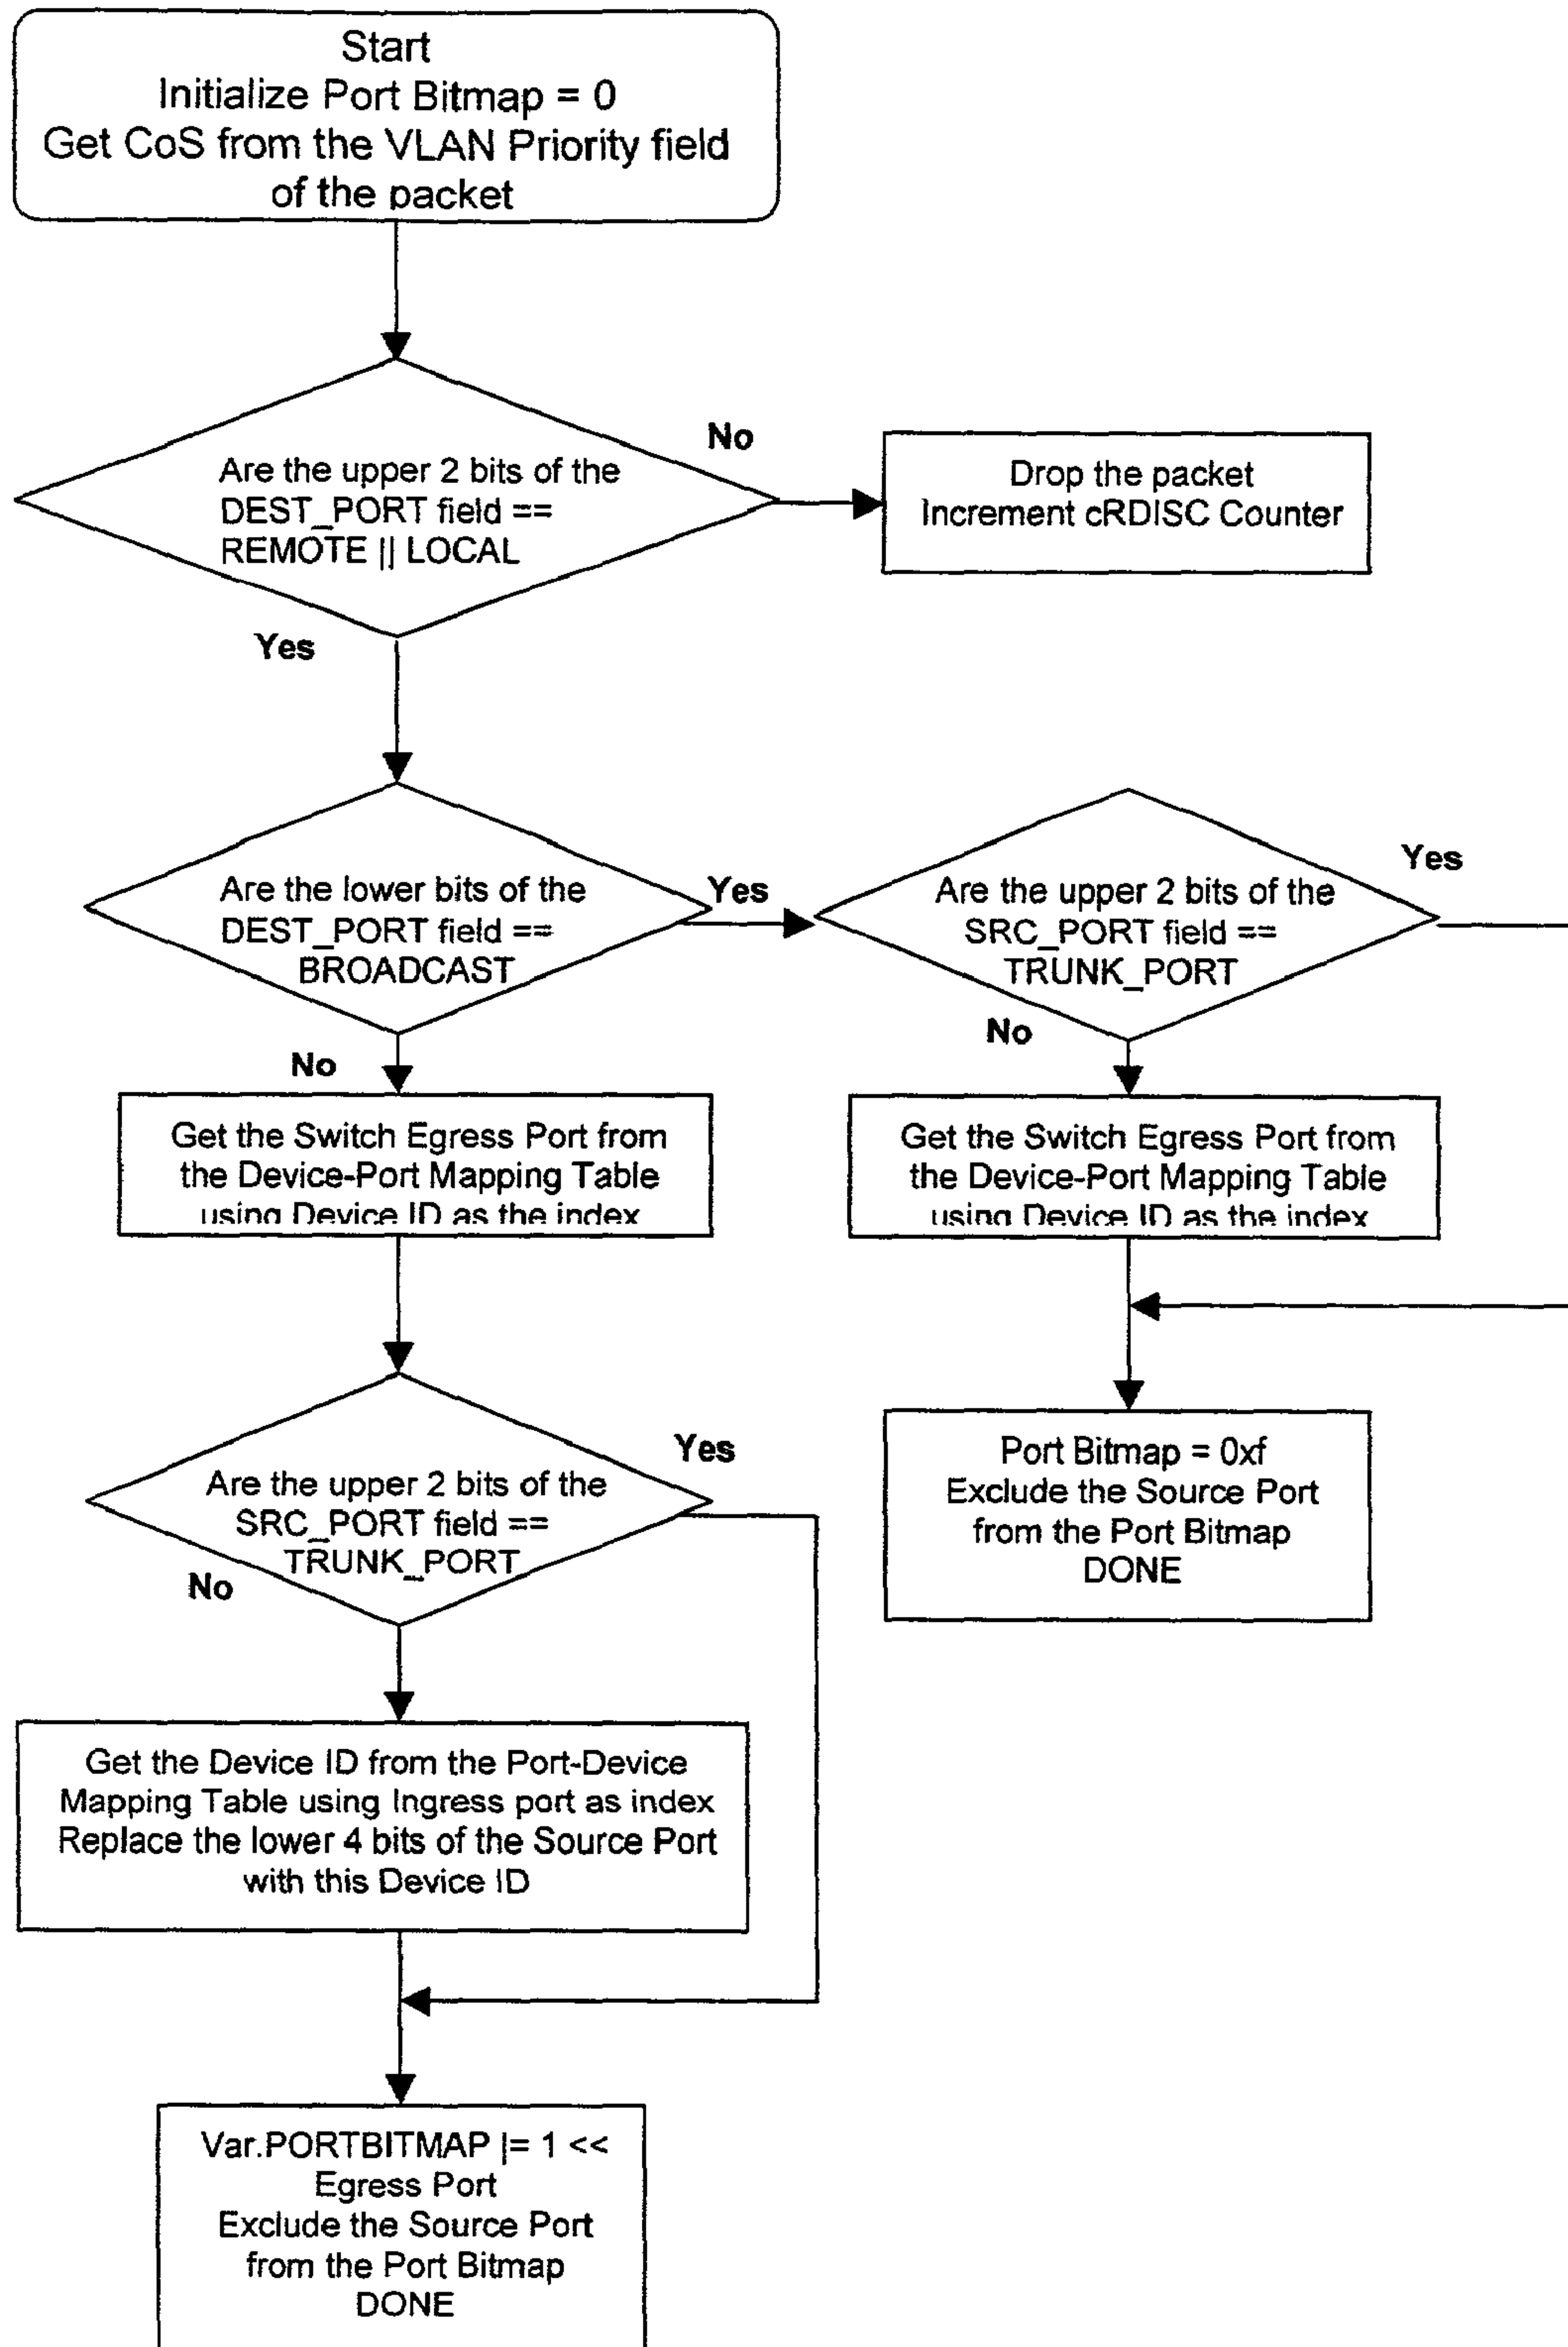 Start
Initialize Port Bitmap = 0
Get CoS from the VLAN Priority field
of the packet
No
Are the upper 2 bits of the
DEST_PORT field ==
REMOTE || LOCAL
Drop the packet
Increment cRDISC Counter
Yes
Are the lower bits of the
DEST_PORT field ==
BROADCAST
Yes
Are the upper 2 bits of the
SRC_PORT field ==
TRUNK_PORT
Yes
No
No
Get the Switch Egress Port from
the Device-Port Mapping Table
using Device ID as the index
Get the Switch Egress Port from
the Device-Port Mapping Table
using Device ID as the index
Yes
Are the upper 2 bits of the
SRC_PORT field ==
TRUNK_PORT
No
Port Bitmap = 0xf
Exclude the Source Port
from the Port Bitmap
DONE
Get the Device ID from the Port-Device
Mapping Table using Ingress port as index
Replace the lower 4 bits of the Source Port
with this Device ID
Var.PORTBITMAP |= 1 <<
Egress Port
Exclude the Source Port
from the Port Bitmap
DONE